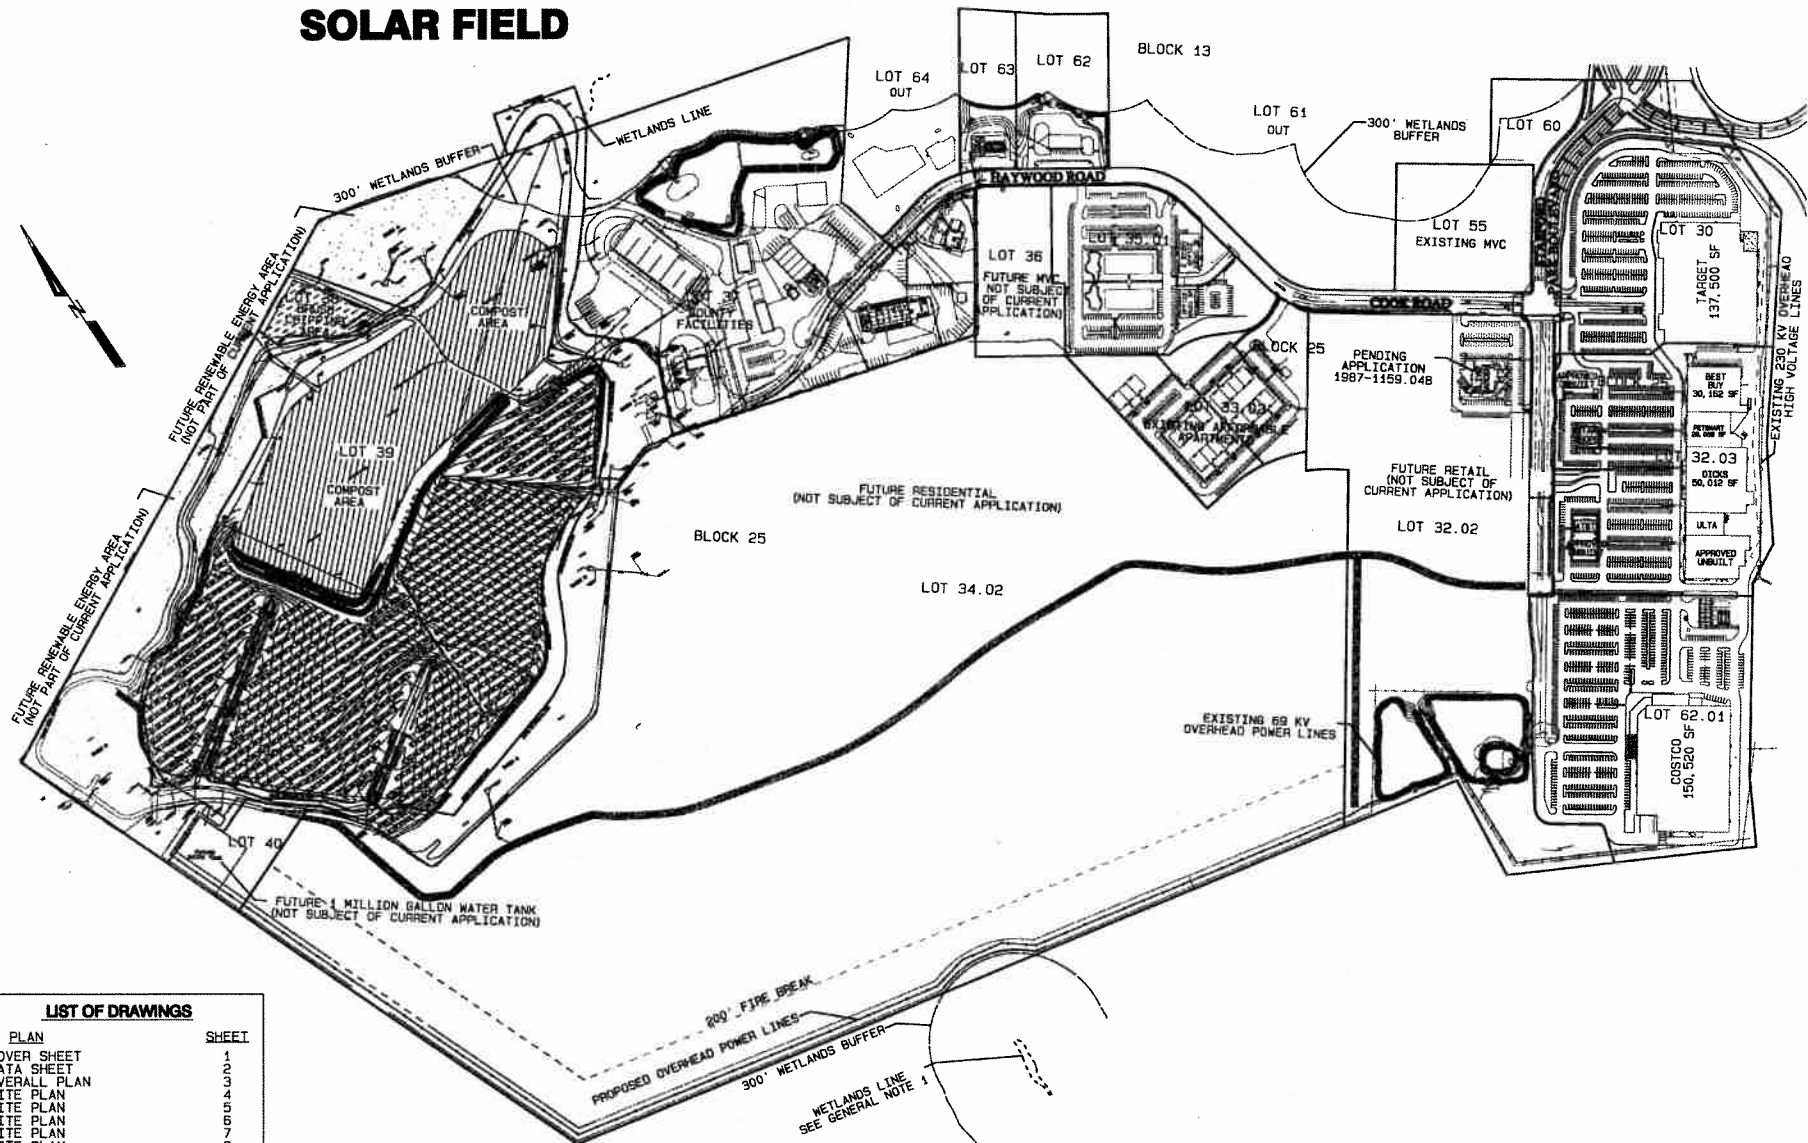 SOLAR FIELD
BLOCK 13
LOT 64
OUT
LOT 63
LOT 62
LOT 61
OUT
300' WETLANDS
BUFFER
LOT 60
WETLANDS LINE
300' WETLANDS BUFFER
HAYWOOD ROAD
LOT 55
EXISTING MVC
LOT 30
TARGET
137,500 SF
EXISTING 230 KV OVERHEAD
HIGH VOLTAGE LINES
LOT 36
FUTURE MVC
NOT SUBJECT
OF CURRENT
APPLICATION)
COOK ROAD
COUNTY
FACILITIES
COMPOST
AREA
FUTURE RENEWABLE ENERGY AREA
(NOT PART OF CURRENT APPLICATION)
BLOCK 25
PENDING
APPLICATION
1987-1159.04B
BEST
BUY
30,162 SF
PETSMART
LOT 33.03
EXISTING AFFORDABLE
APARTMENTS
LOT 39
COMPOST
AREA
FUTURE RETAIL
(NOT SUBJECT OF
CURRENT APPLICATION)
LOT 32.02
32.03
DICKS
50,012 SF
ULTA
APPROVED
UNBUILT
FUTURE RESIDENTIAL
(NOT SUBJECT OF CURRENT APPLICATION)
BLOCK 25
LOT 34.02
FUTURE RENEWABLE ENERGY AREA
(NOT PART OF CURRENT APPLICATION)
EXISTING 69 KV
OVERHEAD POWER LINES
LOT 62.01
COSTCO
150,520 SF
LOT 40
FUTURE 1 MILLION GALLON WATER TANK
(NOT SUBJECT OF CURRENT APPLICATION)
200' FIRE BREAK
PROPOSED OVERHEAD POWER LINES
300' WETLANDS BUFFER
WETLANDS LINE
SEE GENERAL NOTE 1
LIST OF DRAWINGS
PLAN SHEET
OVER SHEET 1
ATA SHEET 2
VERALL PLAN 3
ITE PLAN 4
ITE PLAN 5
ITE PLAN 6
ITE PLAN 7